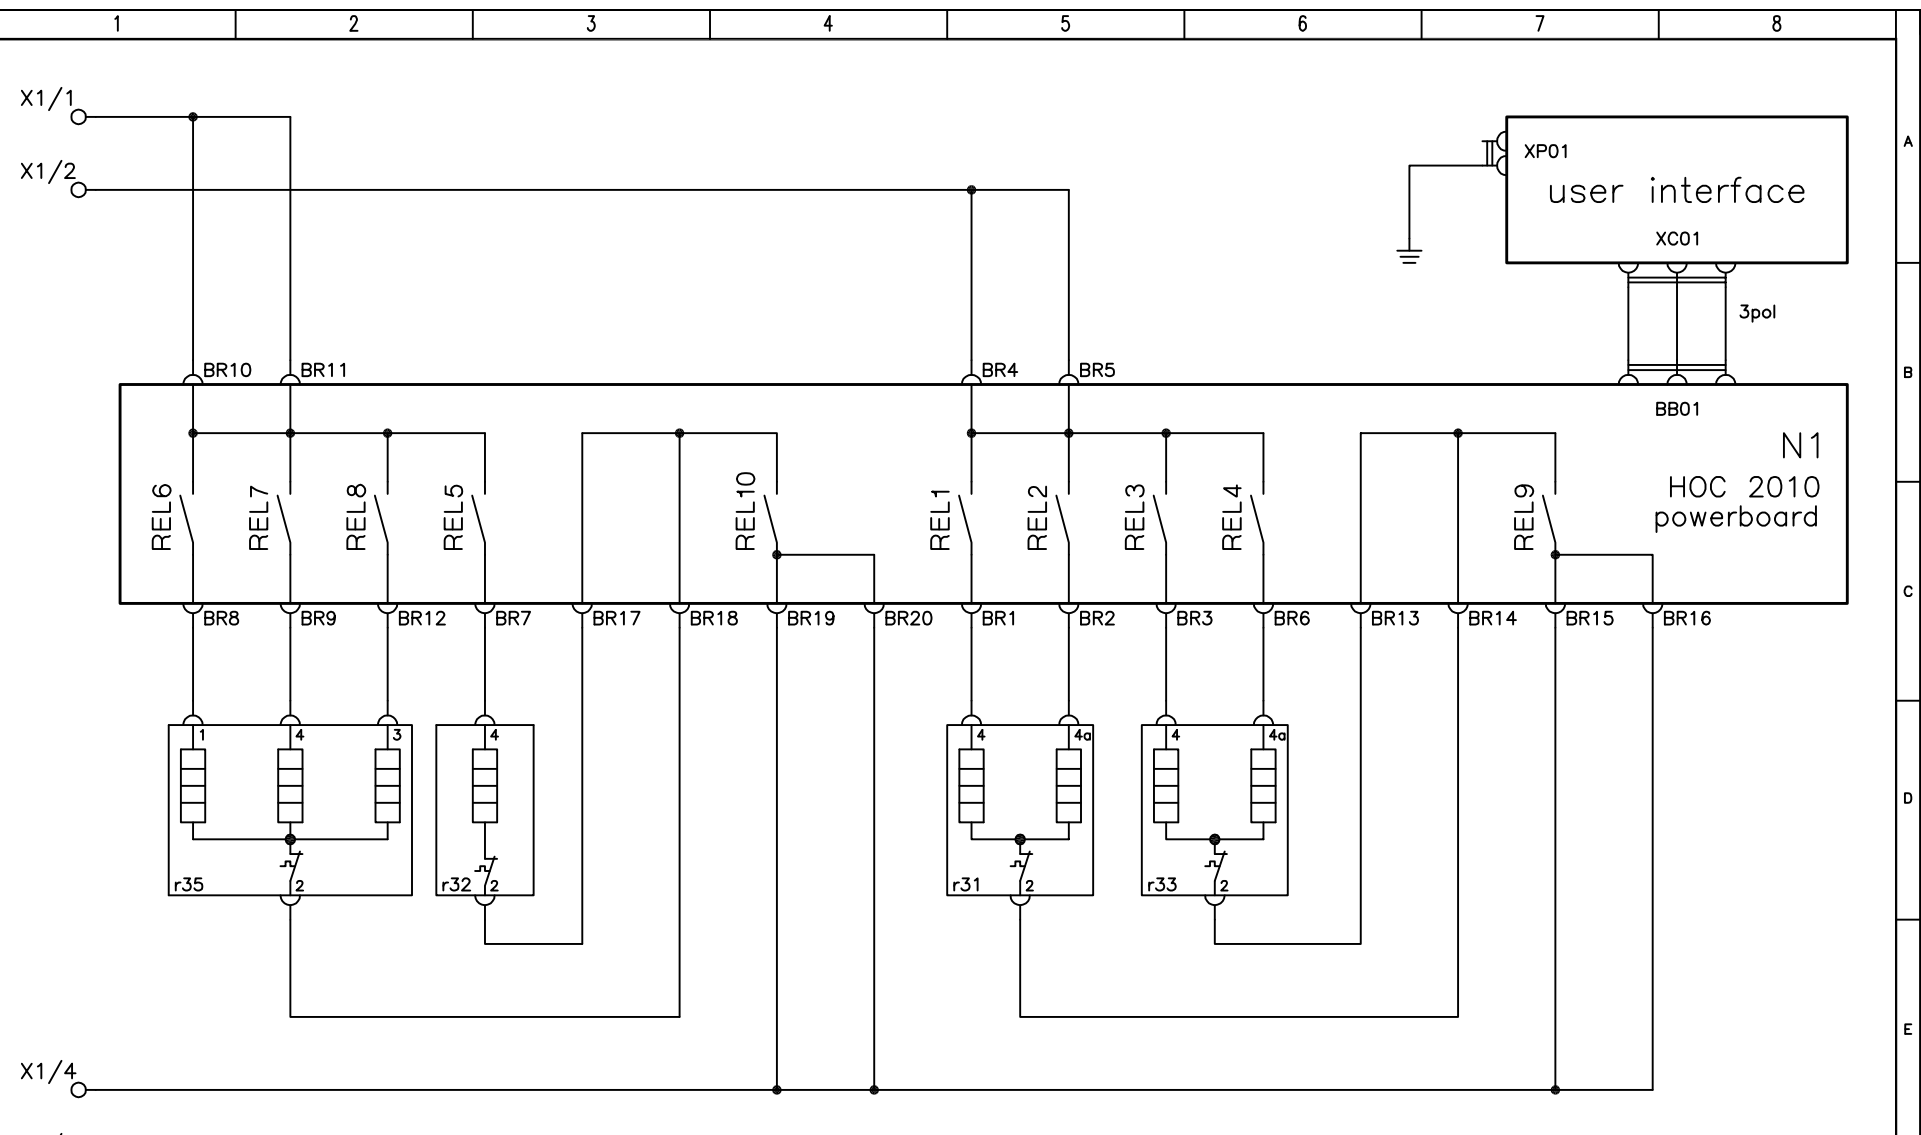 1 2 3 4 5 6 7 8
X1/1
A
XP01
X1/2
user interface
XC01
3pol
BR10 BR11 BR4 BR5
B
BB01
N1
HOC 2010
powerboard
REL6 REL7 REL8 REL5 REL10 REL1 REL2 REL3 REL4 REL9
C
BR8 BR9 BR12 BR7 BR17 BR18 BR19 BR20 BR1 BR2 BR3 BR6 BR13 BR14 BR15 BR16
1 4 3 4 4 4a 4 4a
D
r35 2 r32 2 r31 2 r33 2
E
X1/4